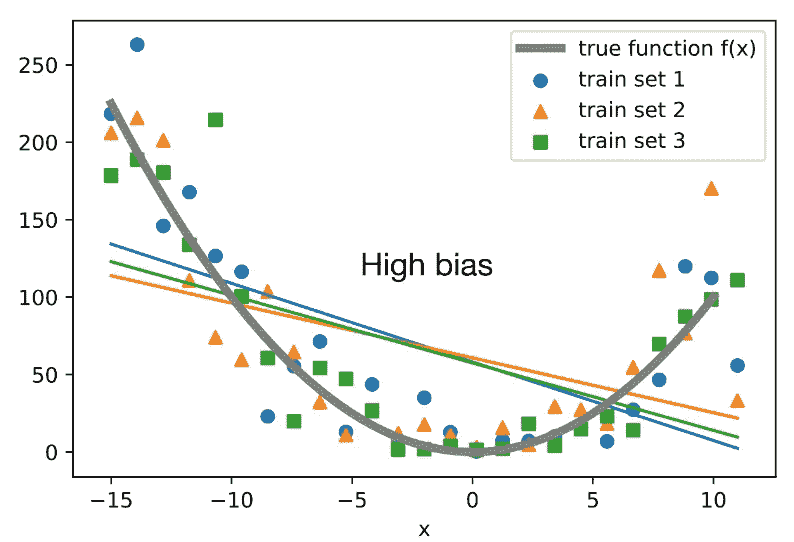 true function f(x)
train set 1
train set 2
train set 3
High bias
250
200
150
100
50
0
−15
−10
−5
0
5
10
x